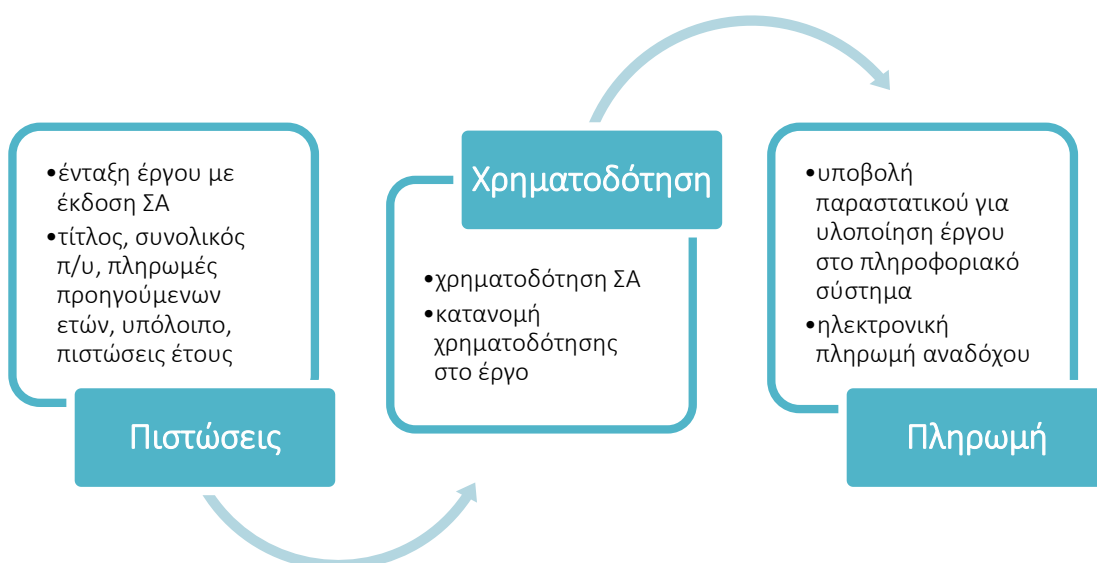 •ένταξη έργου με
έκδοση ΣΑ
•τίτλος, συνολικός
π/υ, πληρωμές
προηγούμενων
ετών, υπόλοιπο,
πιστώσεις έτους
Πιστώσεις
Χρηματοδότηση
•χρηματοδότηση ΣΑ
•κατανομή
χρηματοδότησης
στο έργο
•υποβολή
παραστατικού για
υλοποίηση έργου
στο πληροφοριακό
σύστημα
•ηλεκτρονική
πληρωμή αναδόχου
Πληρωμή